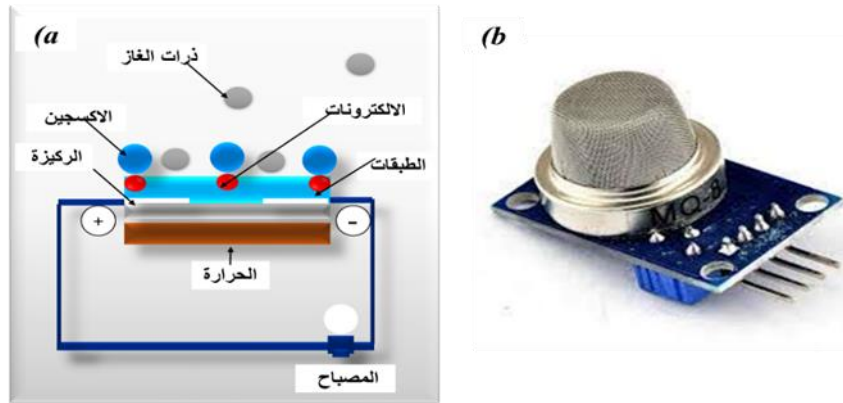 (a
ذرات الغاز
الاكسجين
الالكترونات
الركيزة
الطبقات
+
-
الحرارة
المصباح
(b
MQ-8